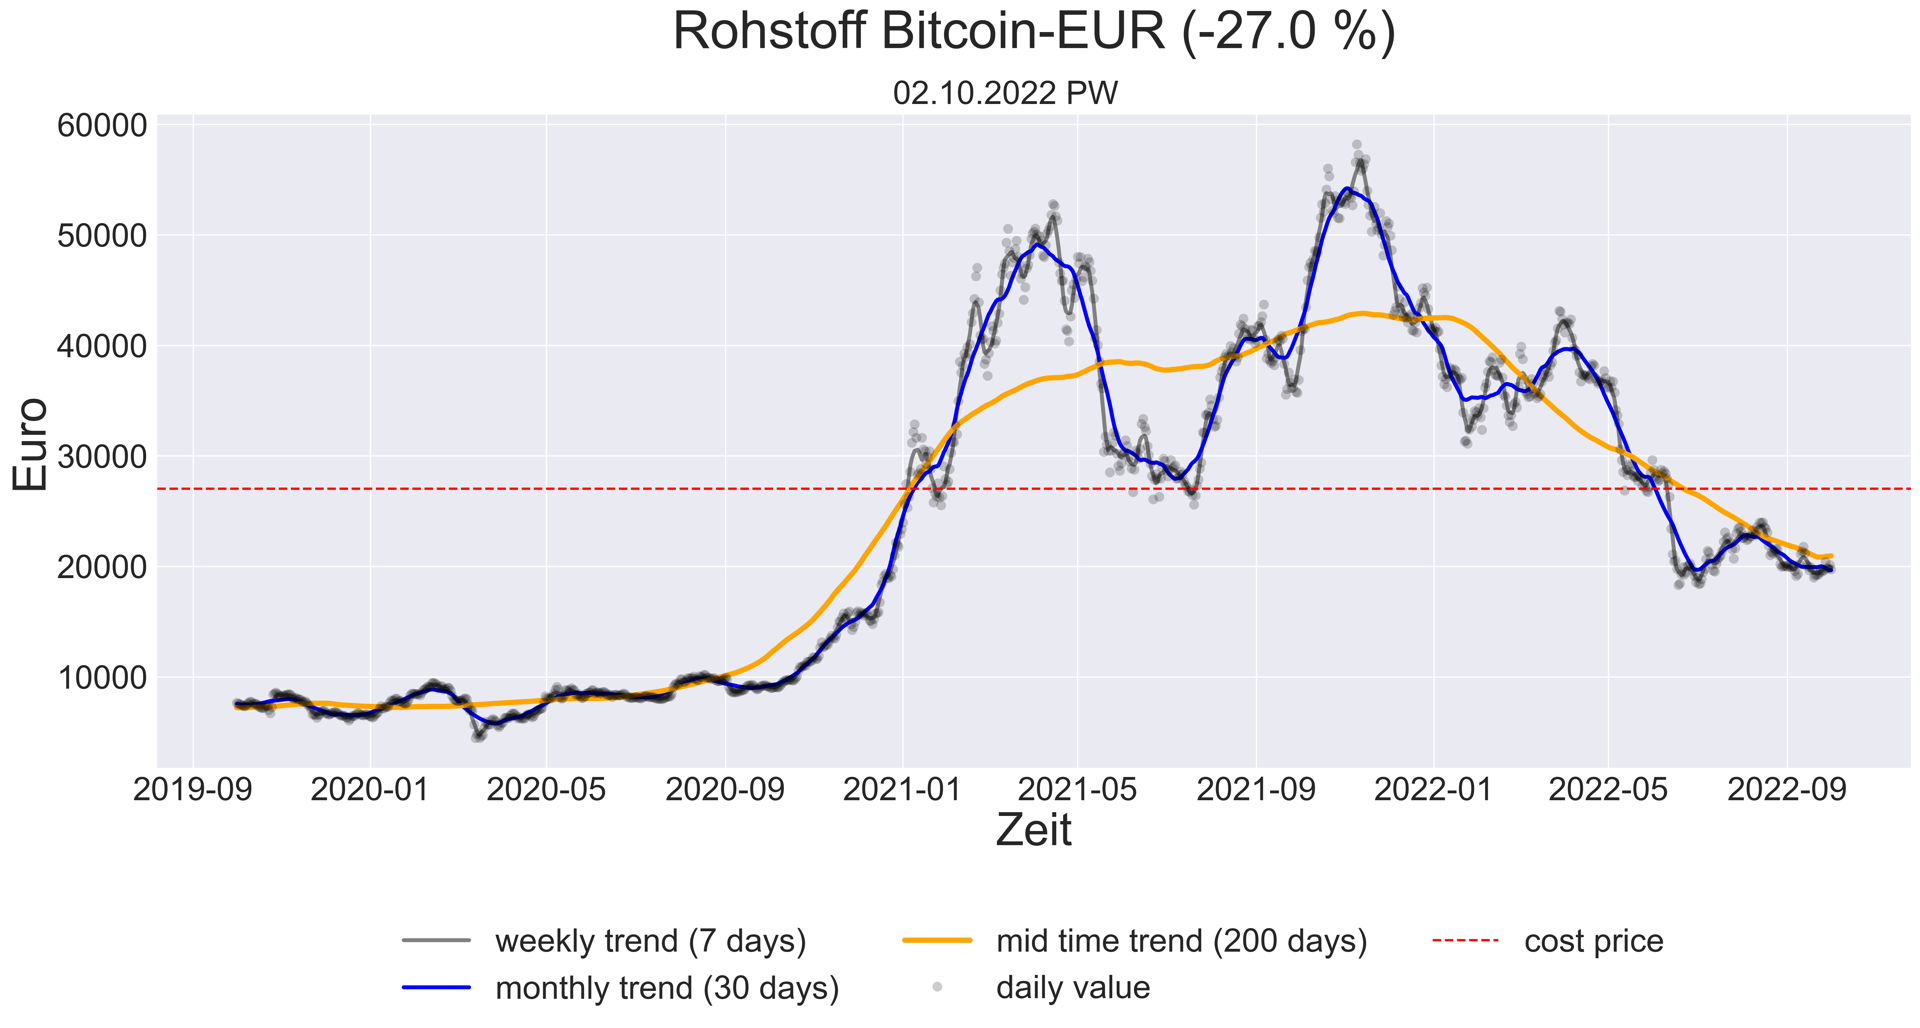 Rohstoff Bitcoin-EUR (-27.0 %)
02.10.2022 PW
60000
50000
40000
30000
20000
10000
Euro
2019-09 2020-01 2020-05 2020-09 2021-01 2021-05 2021-09 2022-01 2022-05 2022-09
Zeit
weekly trend (7 days) mid time trend (200 days) cost price
monthly trend (30 days) daily value